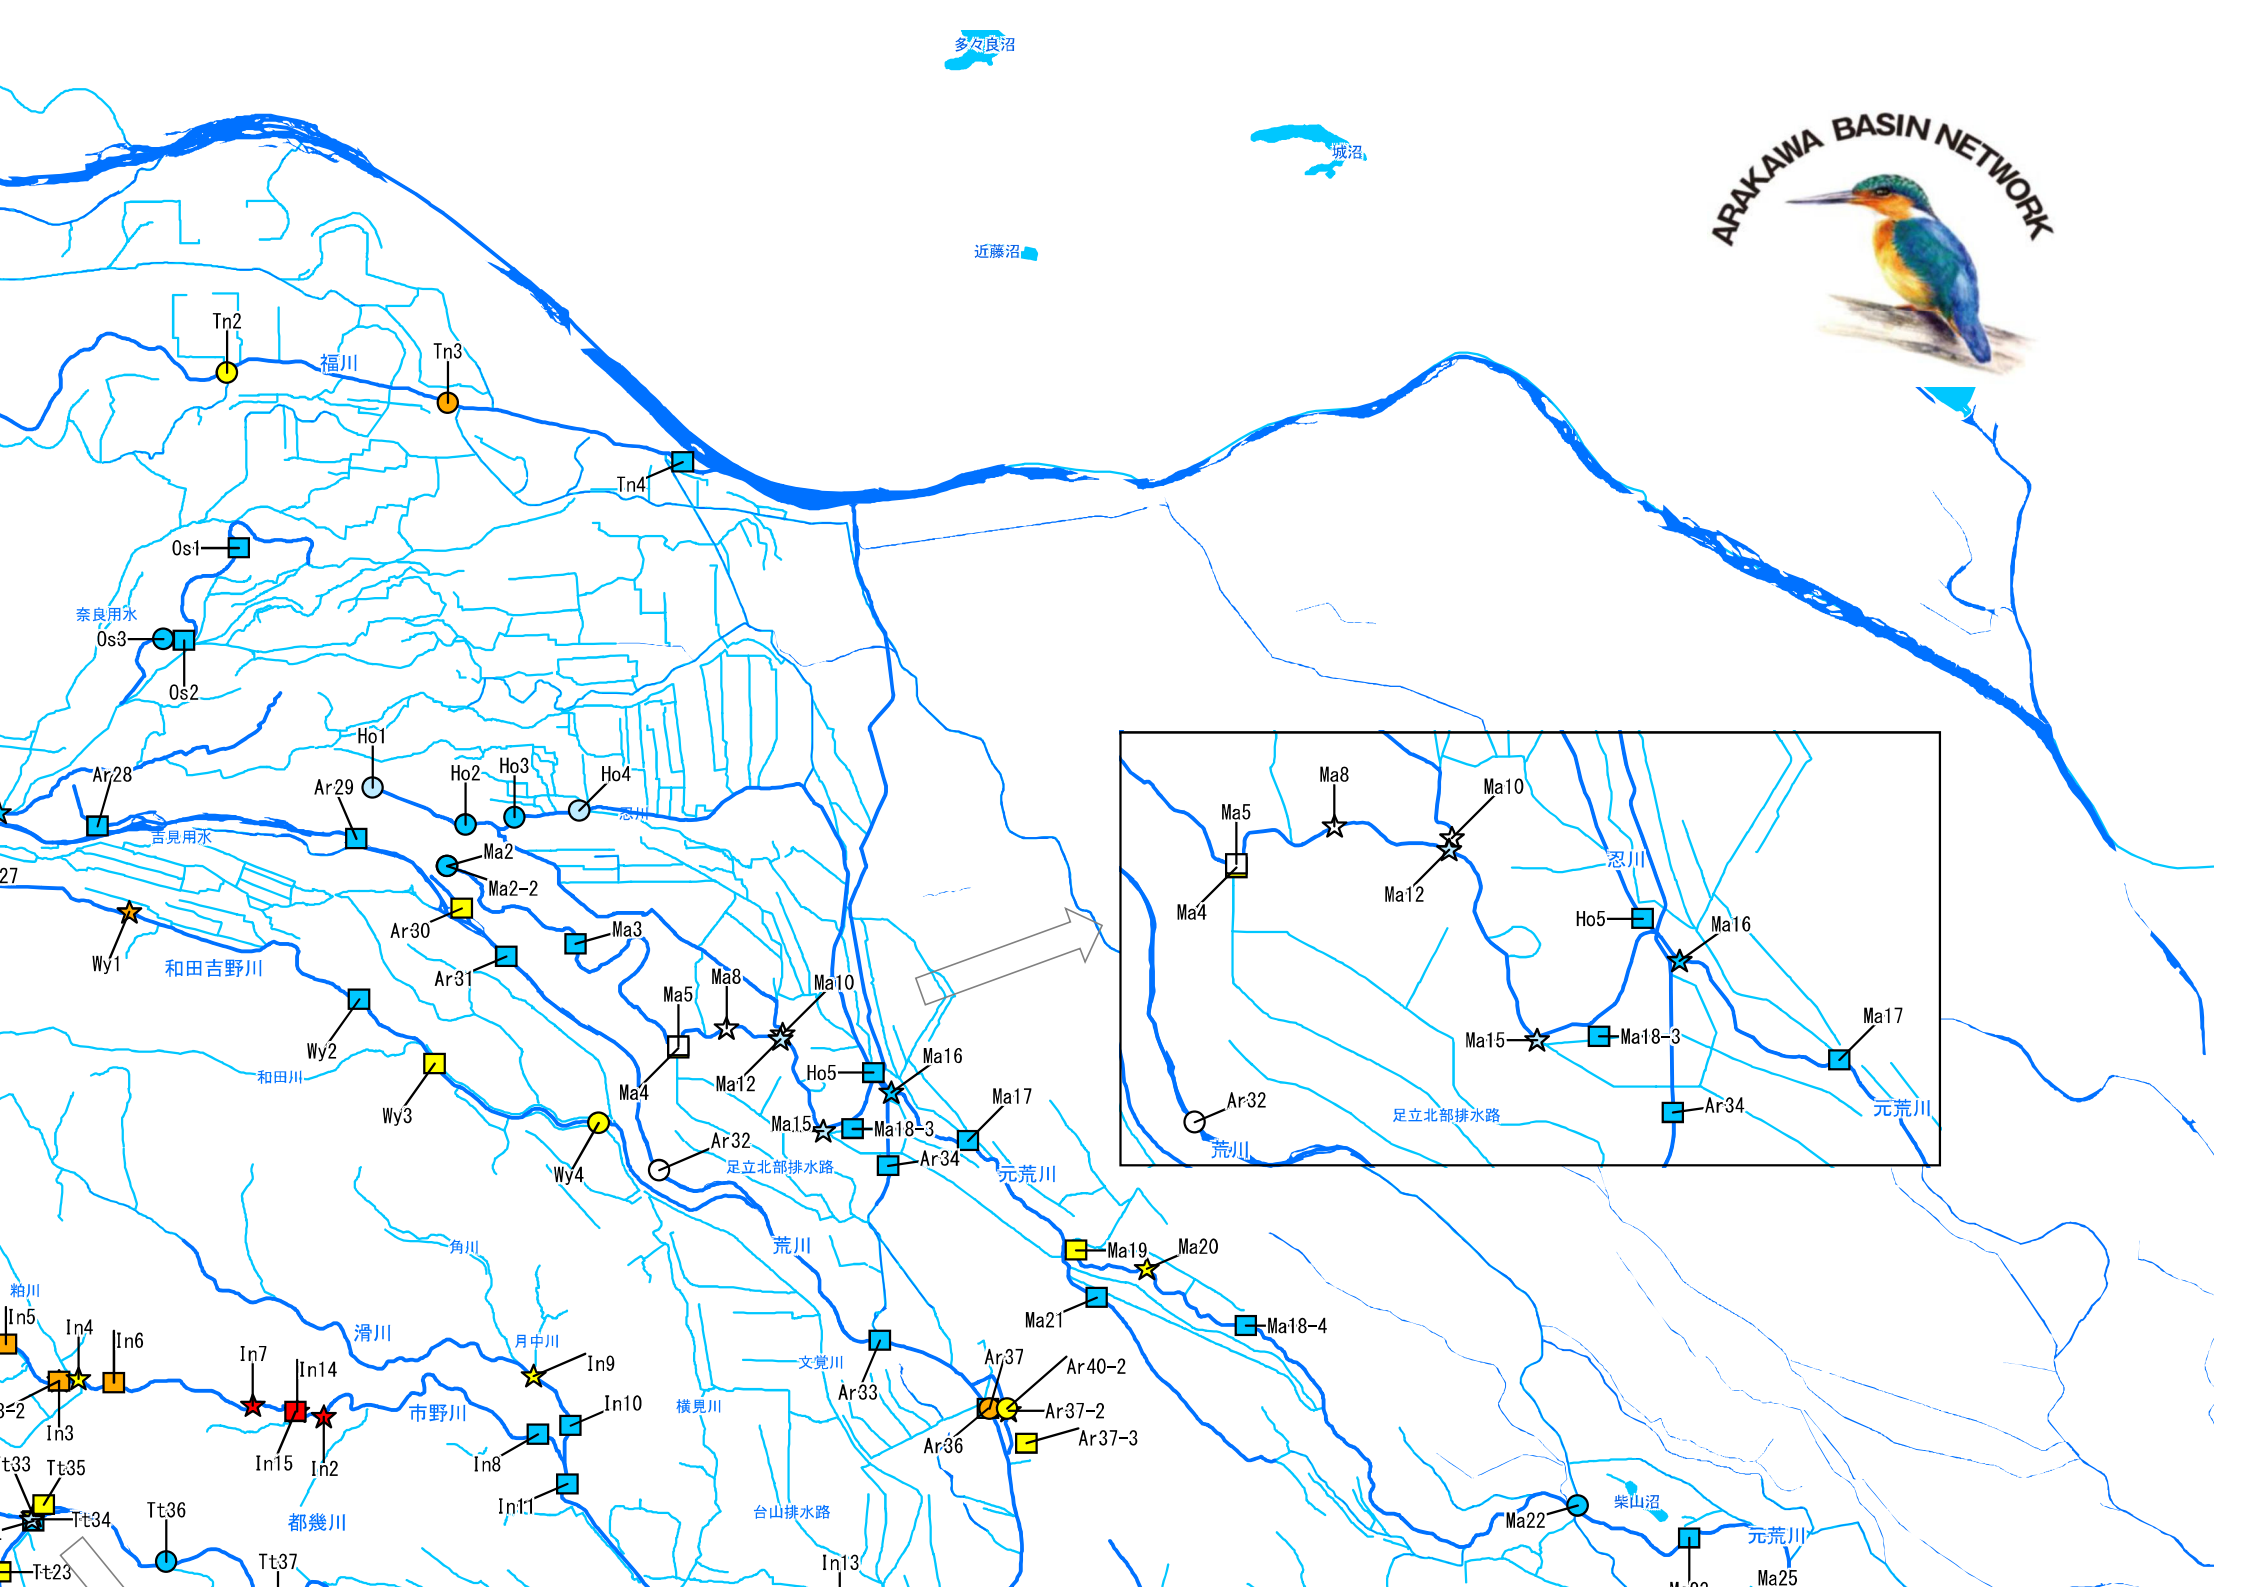 多々良沼
ARAKAWA BASIN NETWORK
城沼
近藤沼
Tn2
福川
Tn3
Tn4
Os1
奈良用水
Os3
Os2
Ho1
Ar28
Ar29
Ho2
Ho3
Ho4
忍川
吉見用水
Ma2
Ma2-2
27
Wy1
和田吉野川
Ar30
Ar31
Ma3
Ma5
Ma8
Ma10
Wy2
和田川
Wy3
Ma4
Ma12
Ho5
Ma16
Ma17
Ma15
Ma18-3
Wy4
Ar32
足立北部排水路
Ar34
元荒川
Ma8
Ma10
Ma5
Ma4
Ma12
忍川
Ho5
Ma16
Ma15
Ma18-3
Ma17
Ar32
足立北部排水路
Ar34
元荒川
荒川
角川
荒川
Ma19
Ma20
Ma21
Ma18-4
粕川
In5
In4
In6
In7
In14
滑川
月中川
In9
文覚川
Ar33
Ar37
Ar40-2
Ar37-2
Ar37-3
Ar36
3-2
In3
In15
In2
市野川
In10
In8
In11
横見川
台山排水路
t33
Tt35
Tt34
Tt36
都幾川
Tt23
Tt37
In13
Ma22
柴山沼
元荒川
Ma25